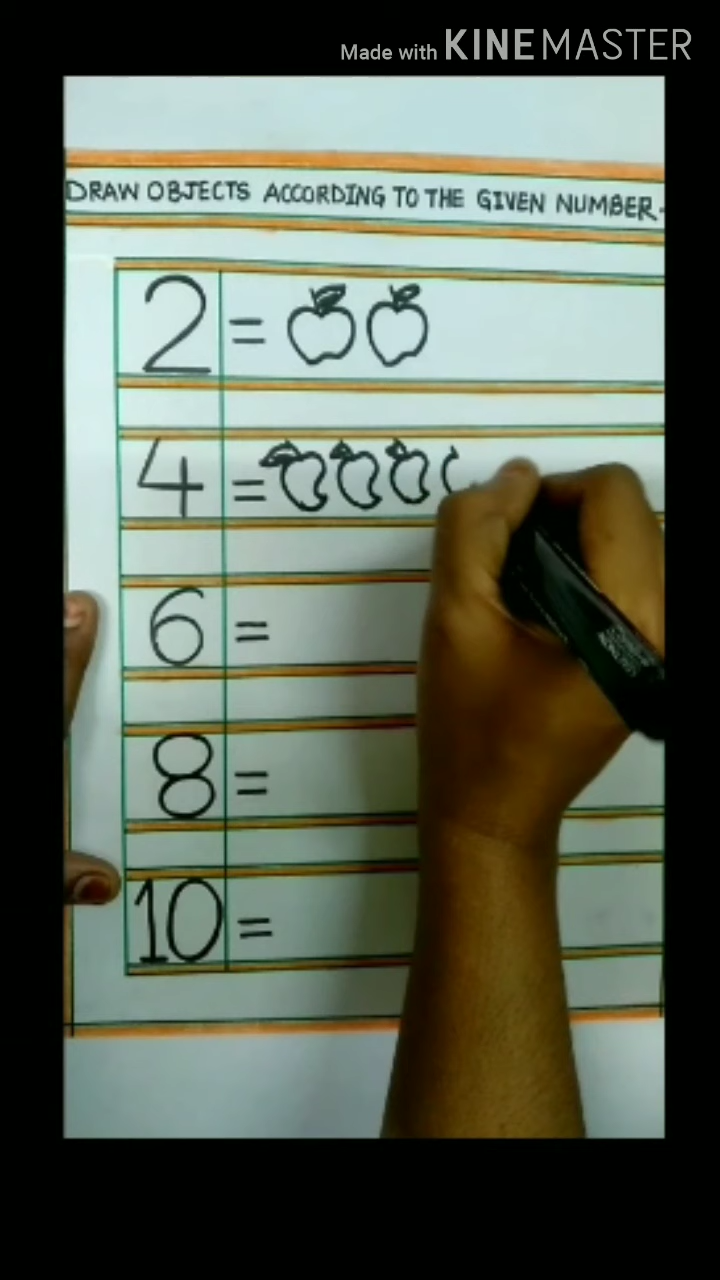 Made with KINEMASTER
DRAW OBJECTS ACCORDING TO THE GIVEN NUMBER.
2 =
4 =
6 =
8 =
10 =